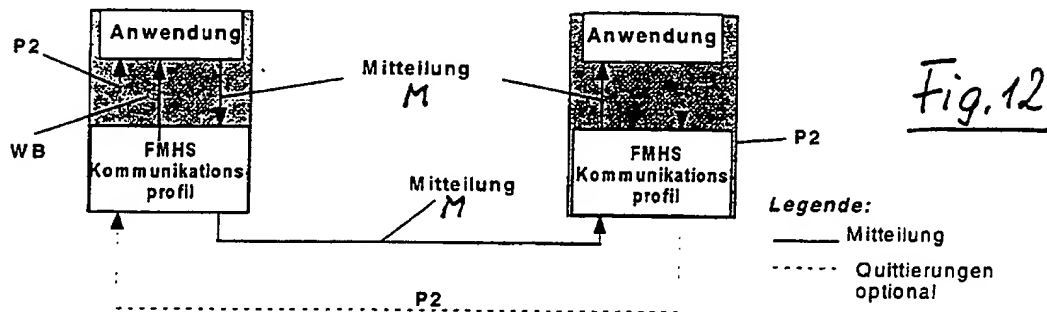 Anwendung
P2
WB
FMHS
Kommunikations
profil
Mitteilung
M
Mitteilung
M
P2
Anwendung
FMHS
Kommunikations
profil
P2
Fig. 12
Legende:
Mitteilung
Quittierungen
optional